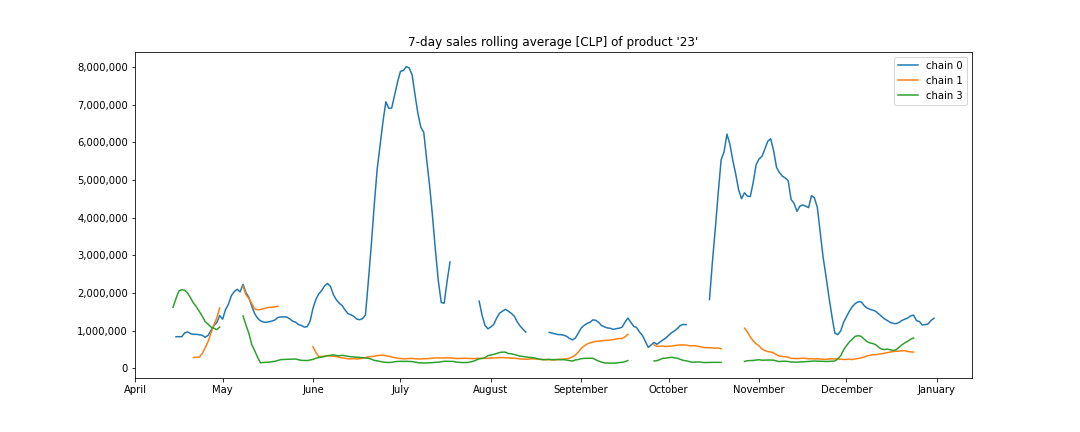 7-day sales rolling average [CLP] of product '23'
8,000,000
7,000,000
6,000,000
5,000,000
4,000,000
3,000,000
2,000,000
1,000,000
0
chain 0
chain 1
chain 3
April May June July August September October November December January